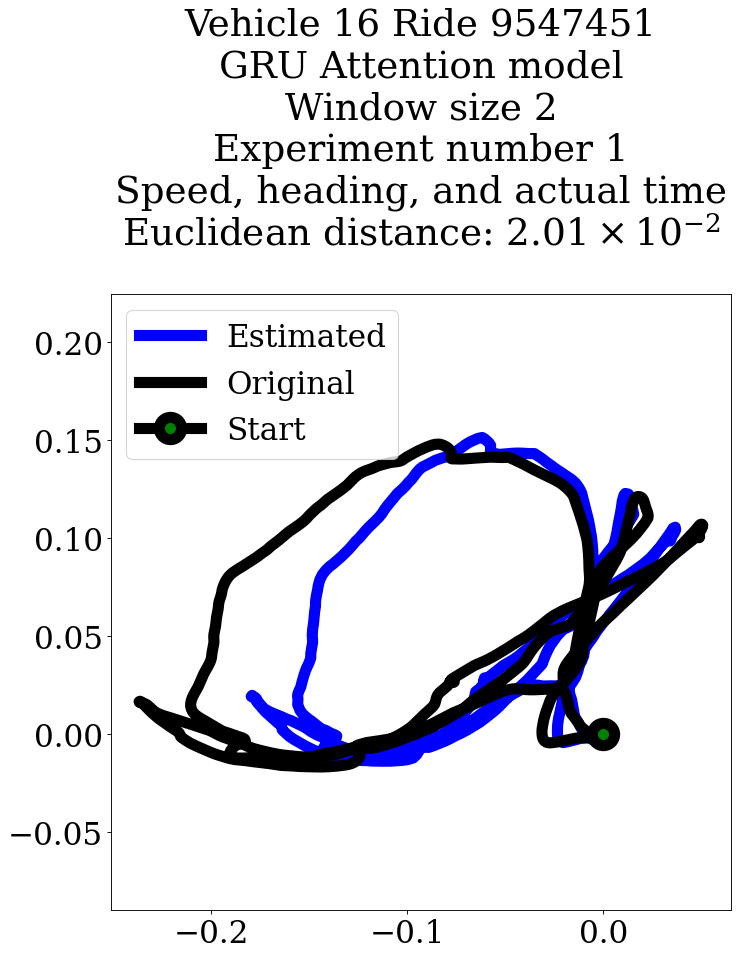 Vehicle 16 Ride 9547451
GRU Attention model
Window size 2
Experiment number 1
Speed, heading, and actual time
Euclidean distance: 2.01 × 10⁻²
Estimated
Original
Start
0.20
0.15
0.10
0.05
0.00
−0.05
−0.2
−0.1
0.0